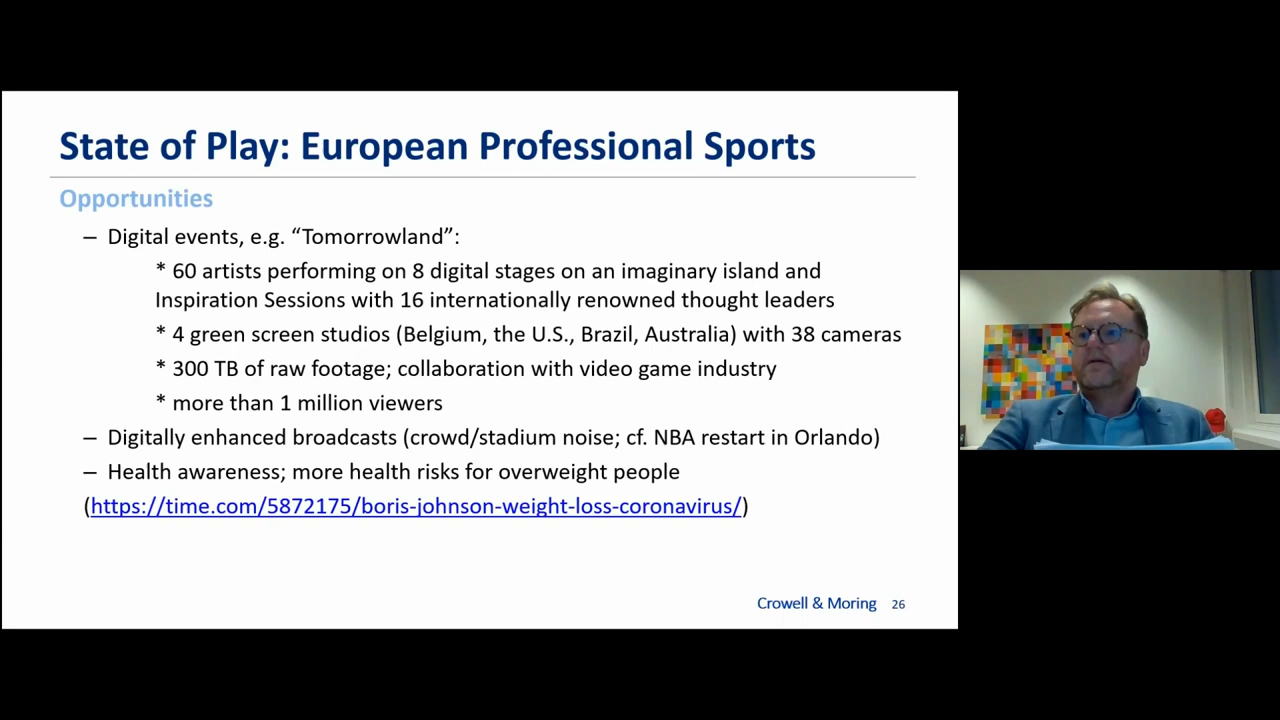 State of Play: European Professional Sports
Opportunities
– Digital events, e.g. “Tomorrowland”:
* 60 artists performing on 8 digital stages on an imaginary island and
Inspiration Sessions with 16 internationally renowned thought leaders
* 4 green screen studios (Belgium, the U.S., Brazil, Australia) with 38 cameras
* 300 TB of raw footage; collaboration with video game industry
* more than 1 million viewers
– Digitally enhanced broadcasts (crowd/stadium noise; cf. NBA restart in Orlando)
– Health awareness; more health risks for overweight people
(https://time.com/5872175/boris-johnson-weight-loss-coronavirus/)
Crowell & Moring 26